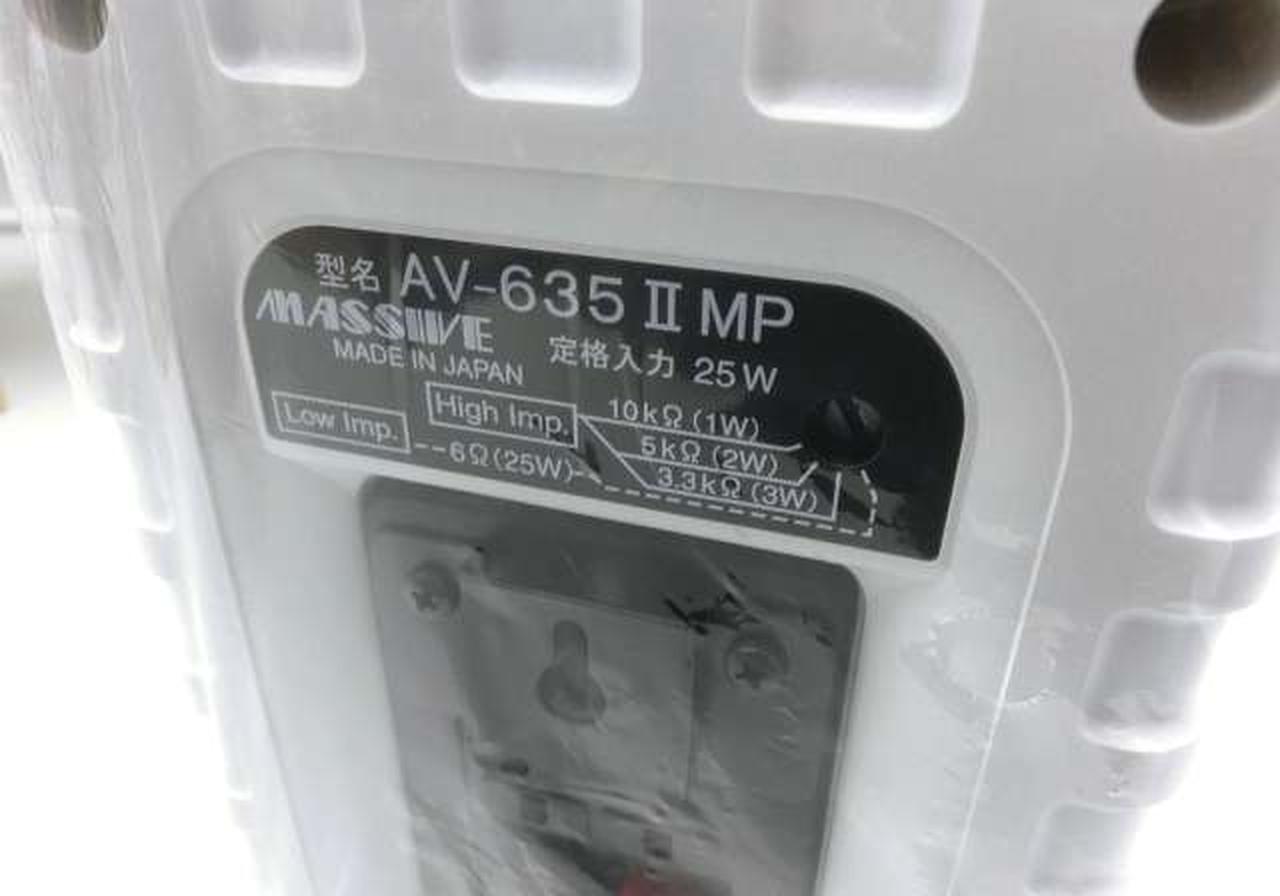 型名 AV-635 II MP
MASSIVE
MADE IN JAPAN 定格入力 25W
Low Imp. High Imp. 10kΩ (1W)
5kΩ (2W)
--6Ω(25W)-- 3.3kΩ (3W)